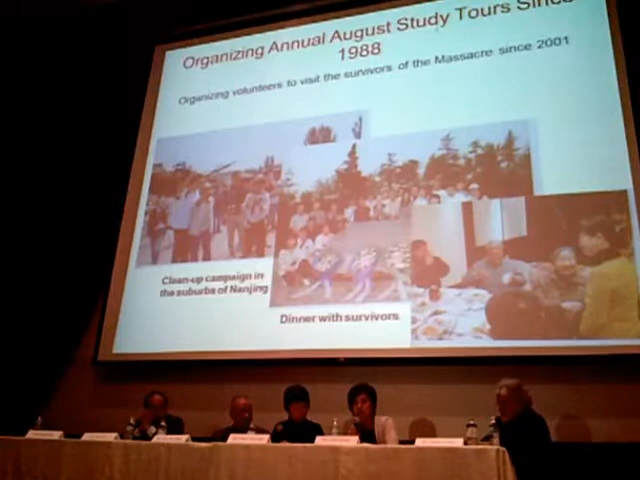 Organizing Annual August Study Tours Since
1988
Organizing volunteers to visit the survivors of the Massacre since 2001
Clean-up campaign in
the suburbs of Nanjing
Dinner with survivors